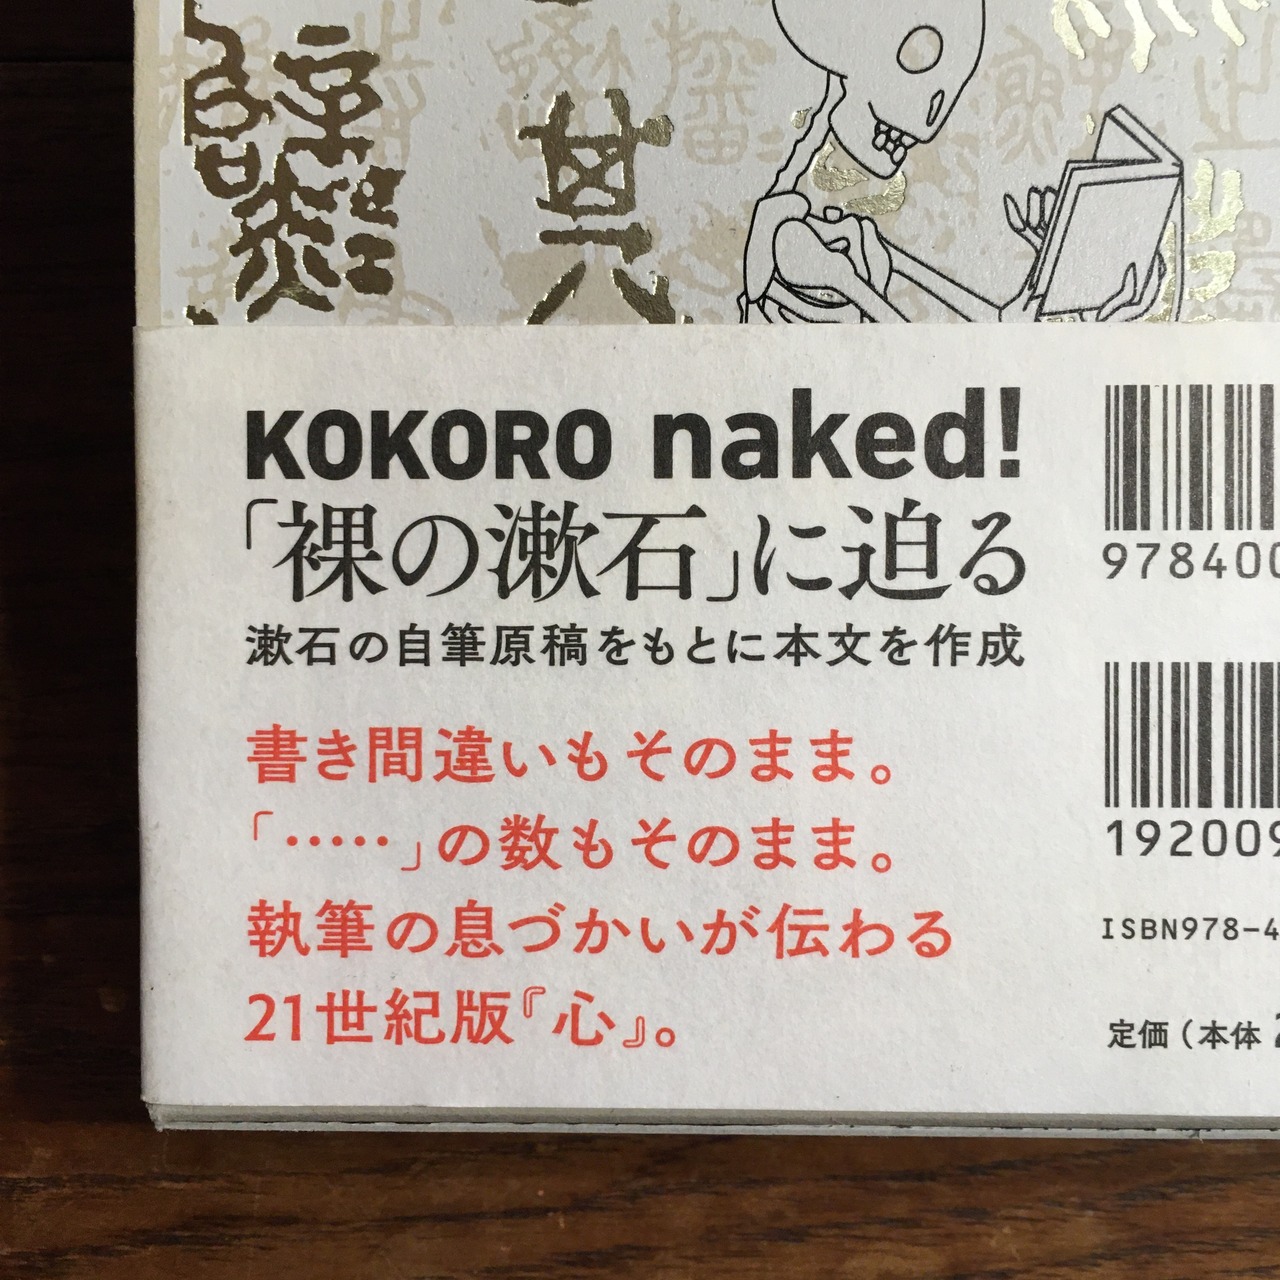 KOKORO naked!
「裸の漱石」に迫る
漱石の自筆原稿をもとに本文を作成
書き間違いもそのまま。
「・・・・・」の数もそのまま。
執筆の息づかいが伝わる
21世紀版『心』。
978400
192009
ISBN978-4
定価（本体